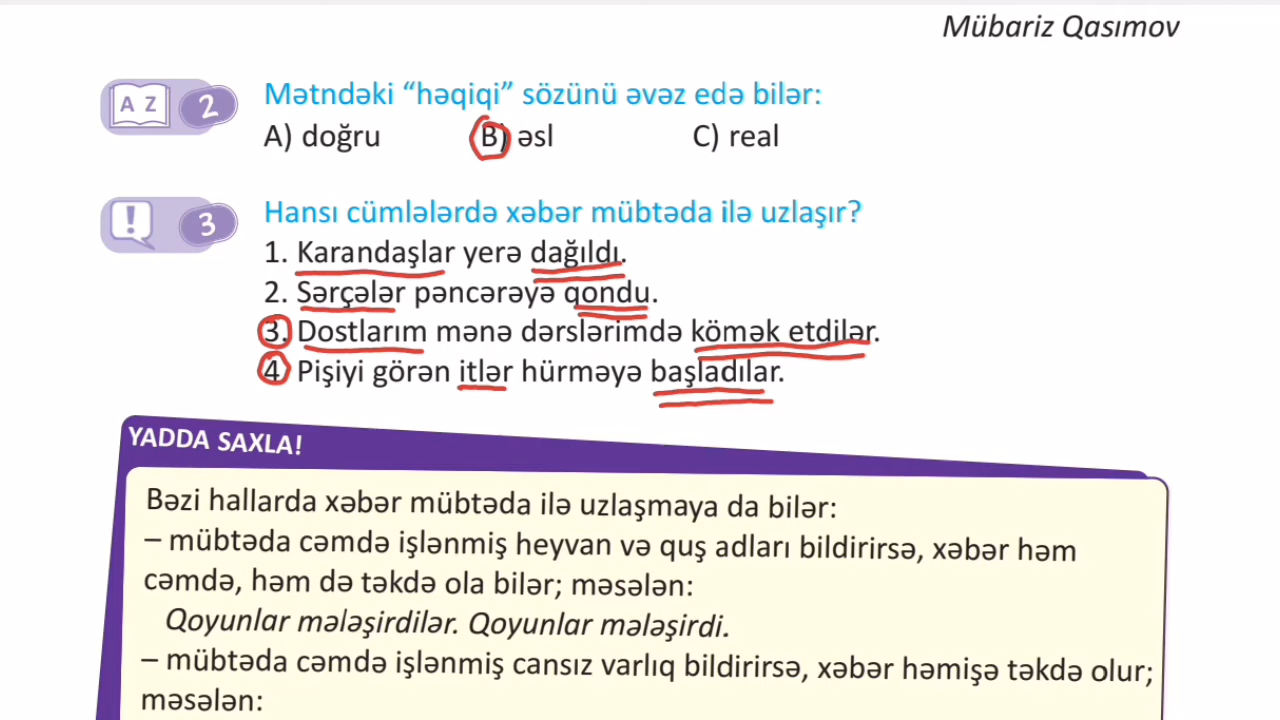 Mübariz Qasımov
A Z 2 Mətndəki “həqiqi” sözünü əvəz edə bilər:
A) doğru B) əsl C) real
! 3 Hansı cümlələrdə xəbər mübtəda ilə uzlaşır?
1. Karandaşlar yerə dağıldı.
2. Sərçələr pəncərəyə qondu.
3. Dostlarım mənə dərslərimdə kömək etdilər.
4. Pişiyi görən itlər hürməyə başladılar.
YADDA SAXLA!
Bəzi hallarda xəbər mübtəda ilə uzlaşmaya da bilər:
– mübtəda cəmdə işlənmiş heyvan və quş adları bildirirsə, xəbər həm
cəmdə, həm də təkdə ola bilər; məsələn:
Qoyunlar mələşirdilər. Qoyunlar mələşirdi.
– mübtəda cəmdə işlənmiş cansız varlıq bildirirsə, xəbər həmişə təkdə olur;
məsələn: